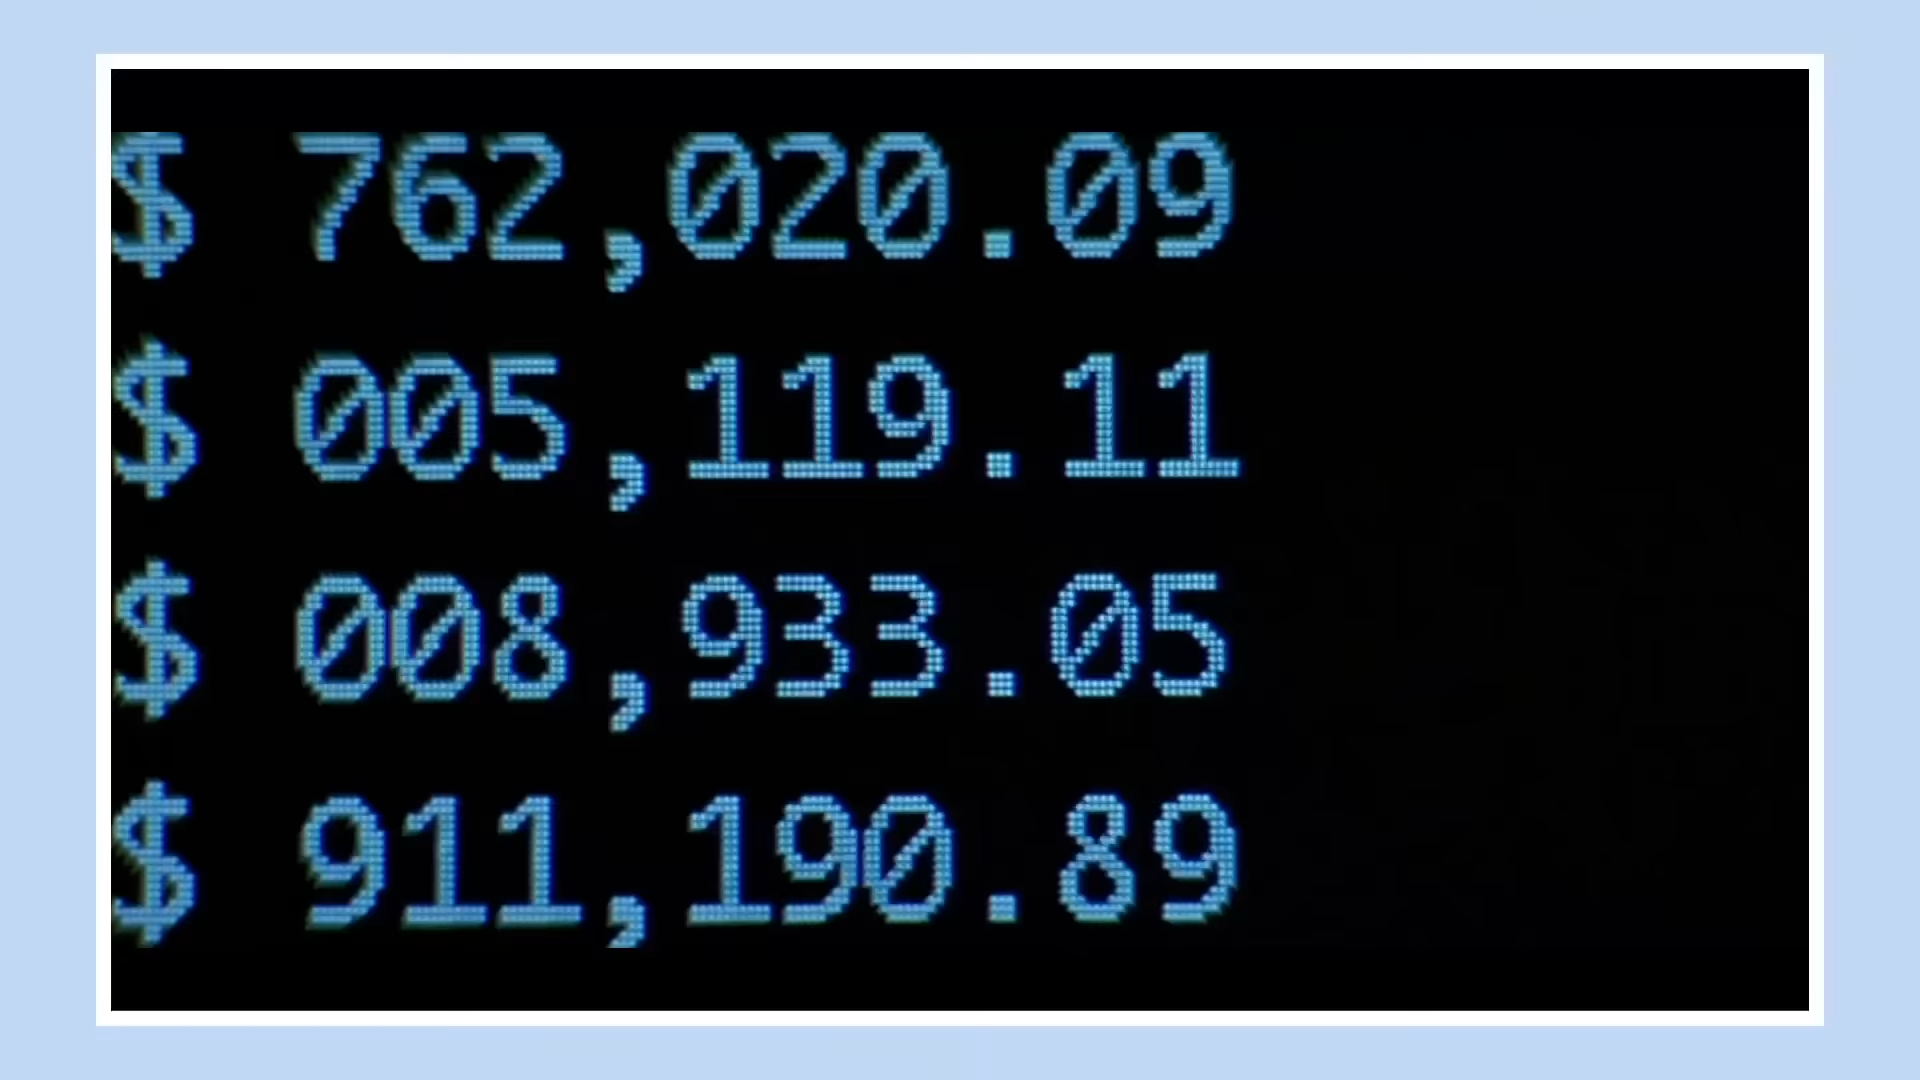 $ 762,020.09
$ 005,119.11
$ 008,933.05
$ 911,190.89